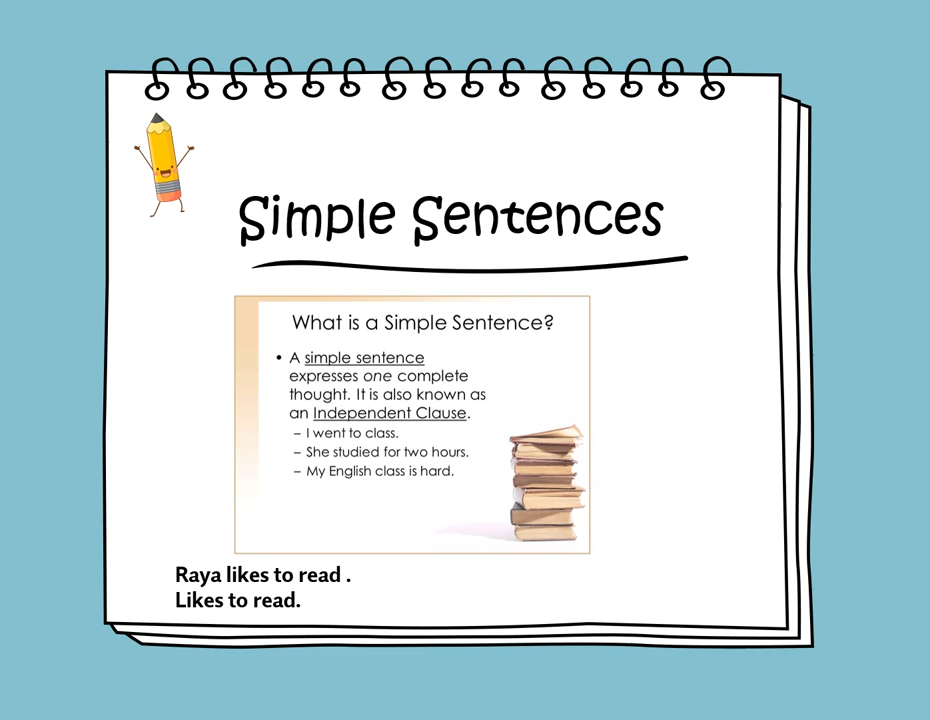 Simple Sentences
What is a Simple Sentence?
• A simple sentence
expresses one complete
thought. It is also known as
an Independent Clause.
– I went to class.
– She studied for two hours.
– My English class is hard.
Raya likes to read .
Likes to read.